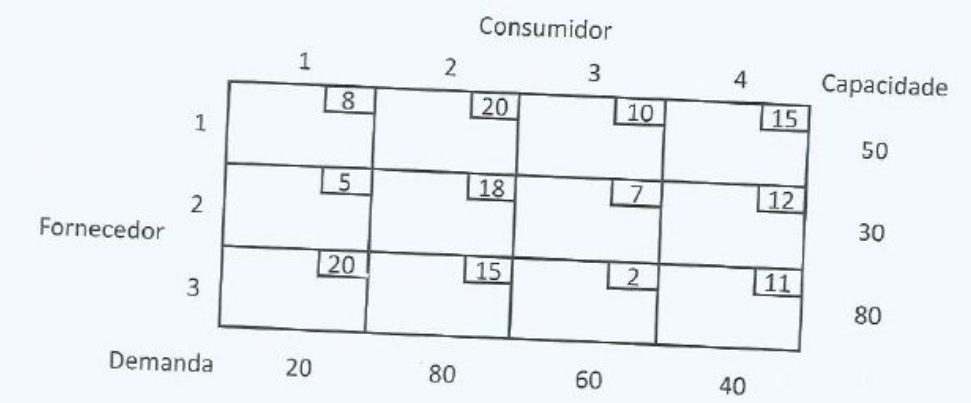 Consumidor
1 2 3 4 Capacidade
1 8 20 10 15 50
2 5 18 7 12 30
Fornecedor
3 20 15 2 11 80
Demanda 20 80 60 40